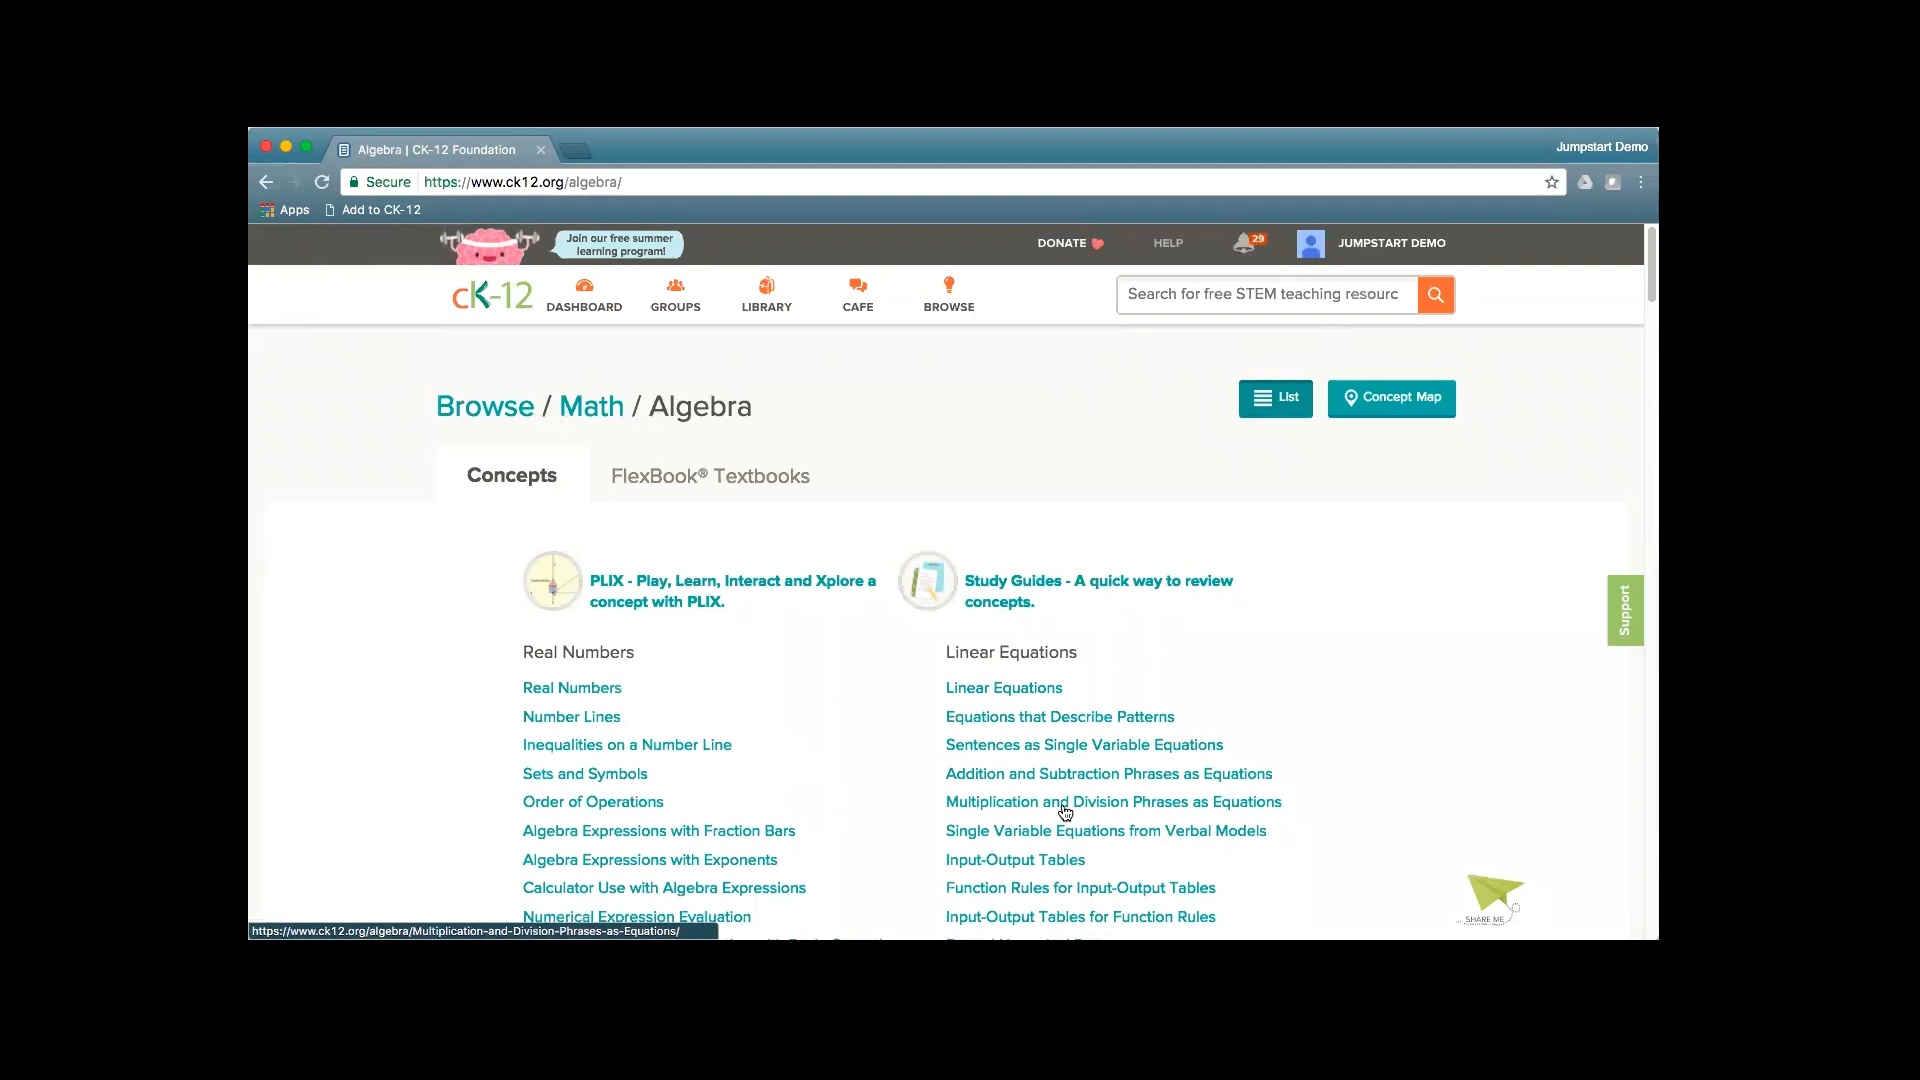 Algebra | CK-12 Foundation
Jumpstart Demo
Secure https://www.ck12.org/algebra/
Apps Add to CK-12
Join our free summer
learning program!
DONATE HELP 29 JUMPSTART DEMO
cK-12 DASHBOARD GROUPS LIBRARY CAFE BROWSE
Search for free STEM teaching resourc
Browse / Math / Algebra
List Concept Map
Concepts FlexBook® Textbooks
PLIX - Play, Learn, Interact and Xplore a
concept with PLIX.
Study Guides - A quick way to review
concepts.
Support
Real Numbers
Real Numbers
Number Lines
Inequalities on a Number Line
Sets and Symbols
Order of Operations
Algebra Expressions with Fraction Bars
Algebra Expressions with Exponents
Calculator Use with Algebra Expressions
Numerical Expression Evaluation
Linear Equations
Linear Equations
Equations that Describe Patterns
Sentences as Single Variable Equations
Addition and Subtraction Phrases as Equations
Multiplication and Division Phrases as Equations
Single Variable Equations from Verbal Models
Input-Output Tables
Function Rules for Input-Output Tables
Input-Output Tables for Function Rules
SHARE ME
https://www.ck12.org/algebra/Multiplication-and-Division-Phrases-as-Equations/